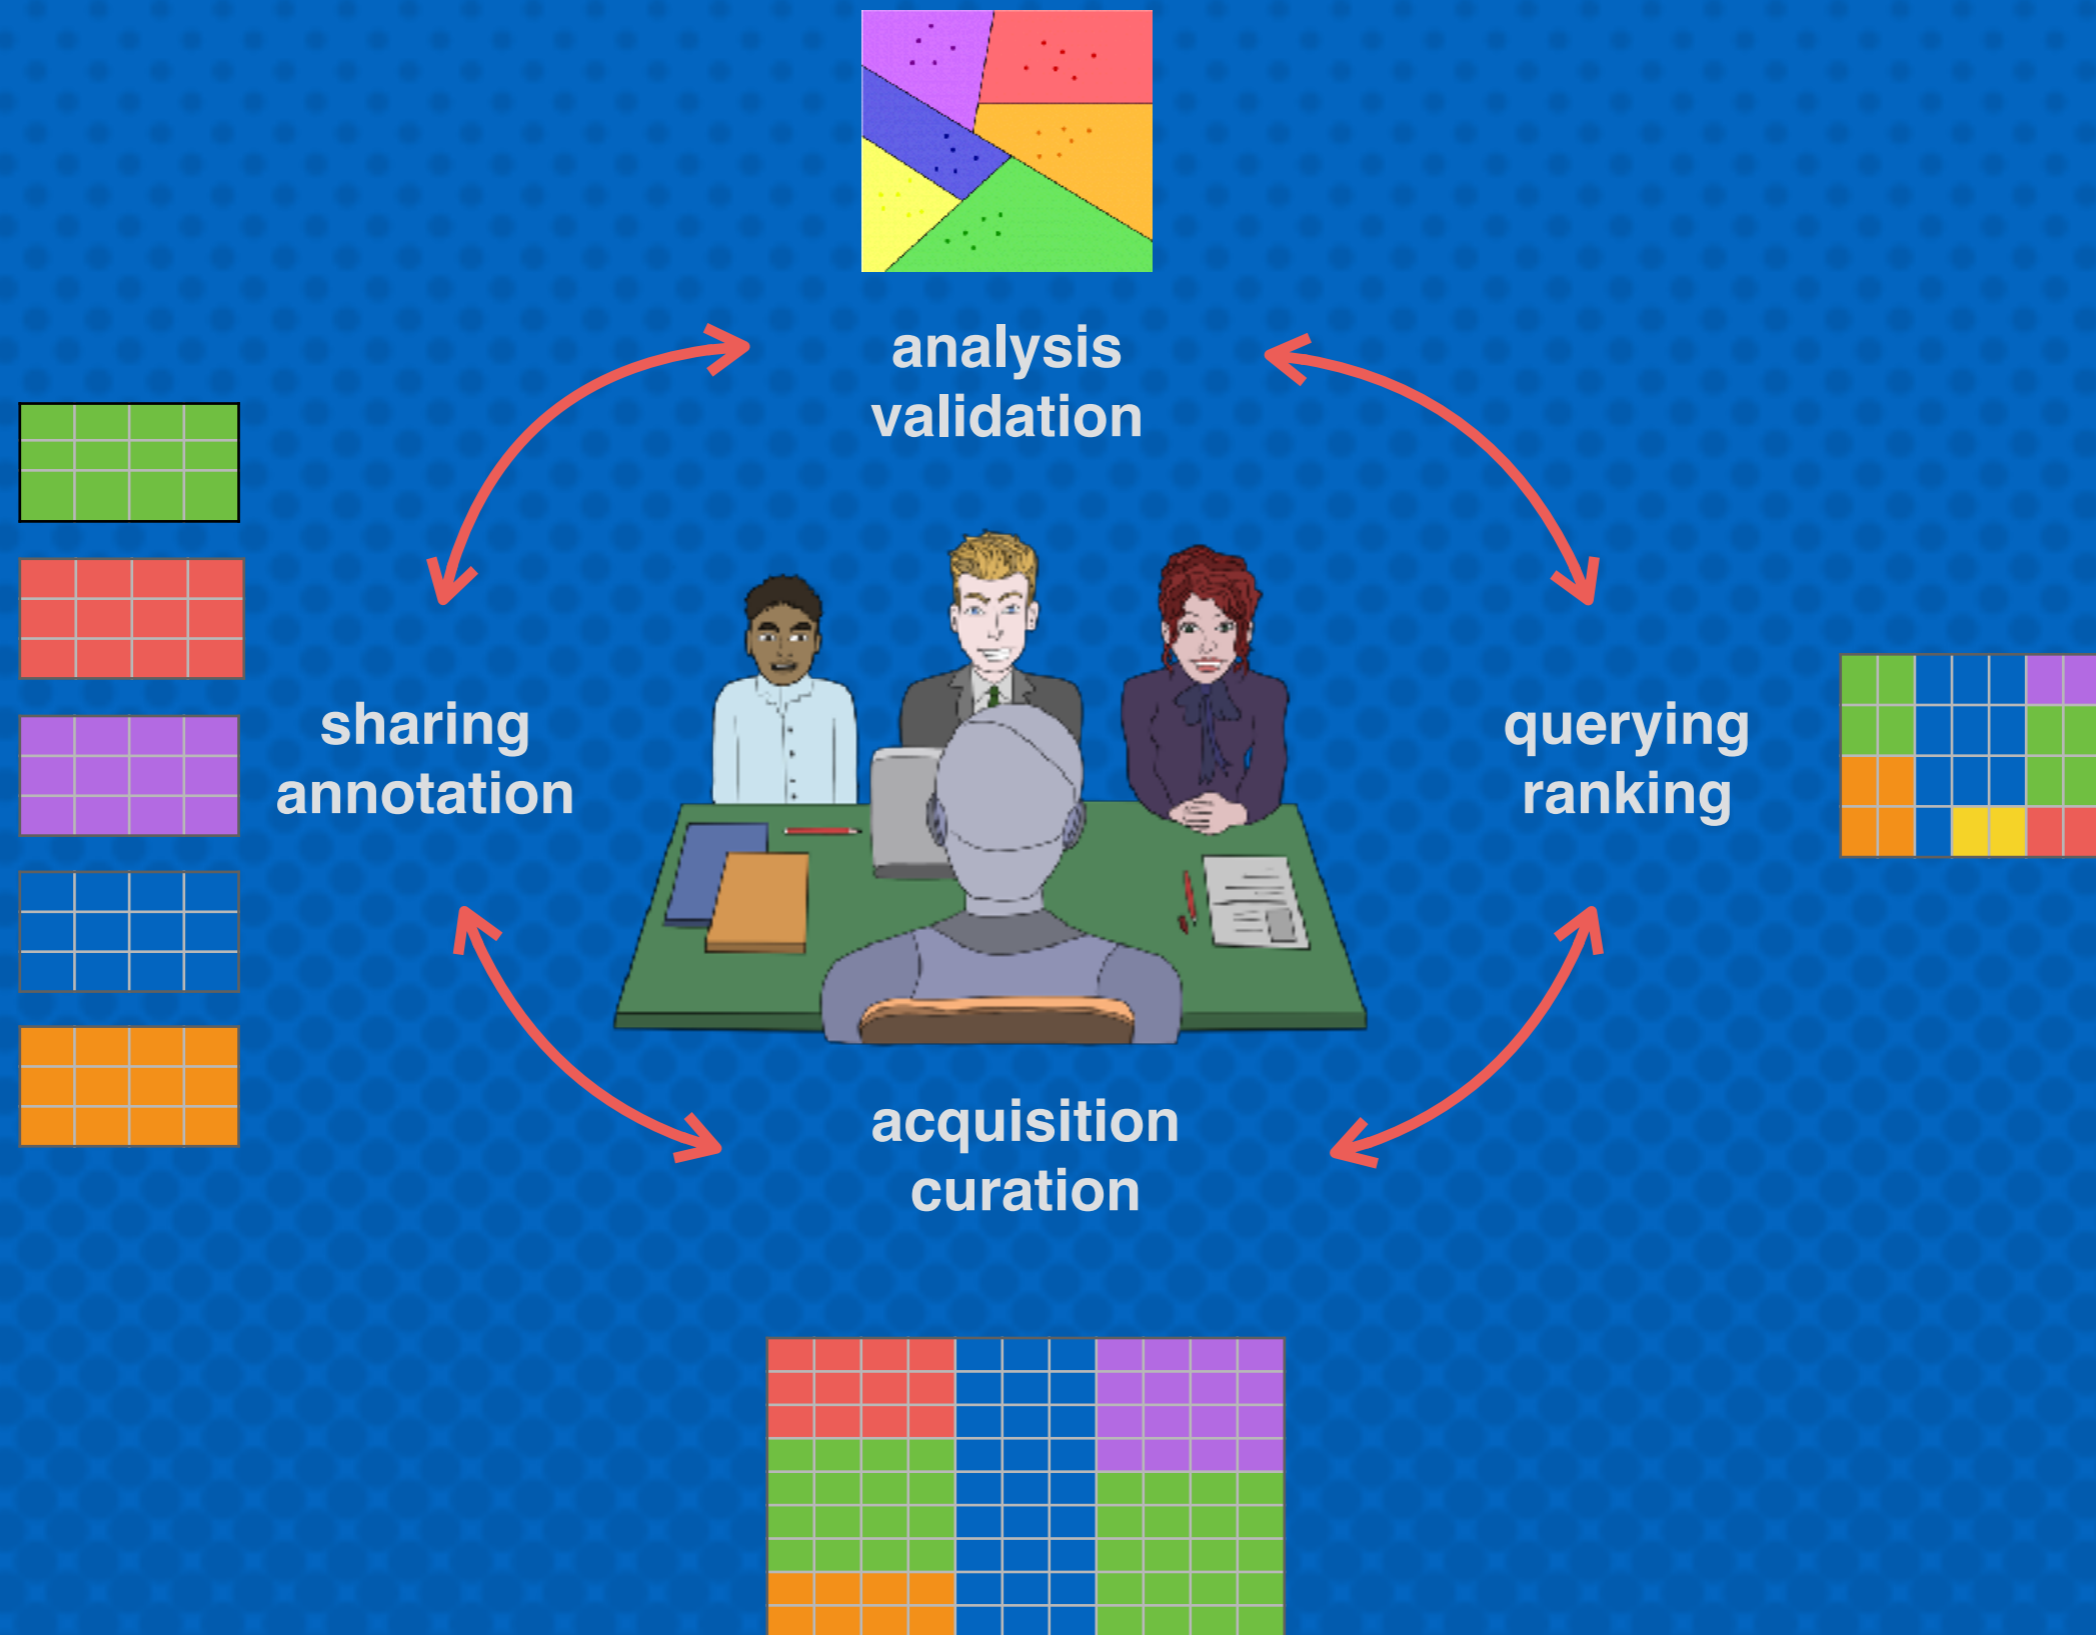 analysis
validation
sharing
annotation
querying
ranking
acquisition
curation